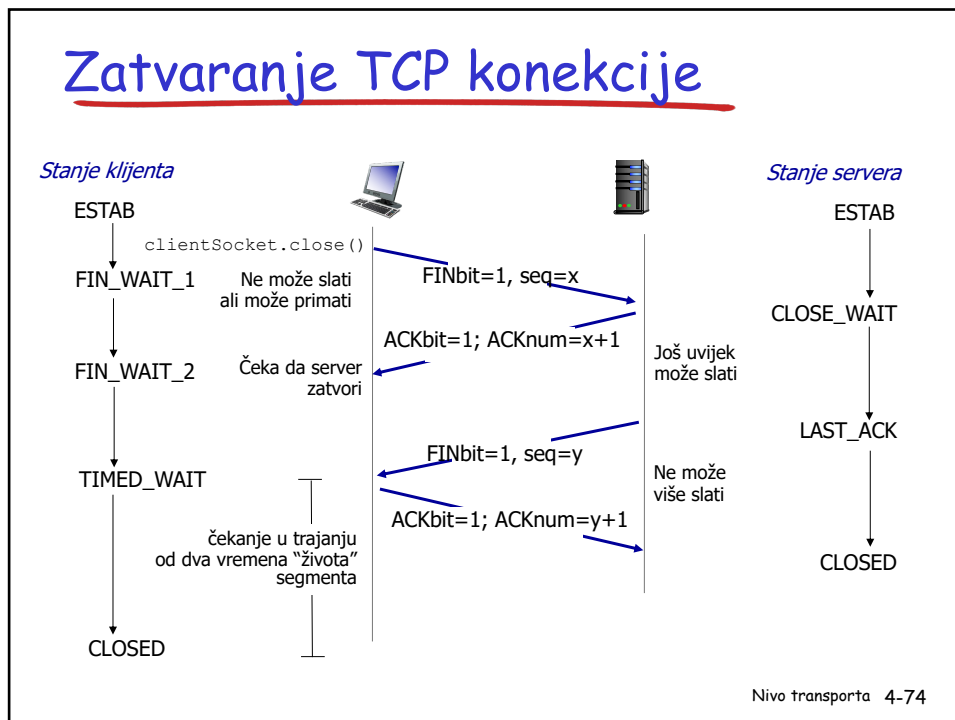 Zatvaranje TCP konekcije
Stanje klijenta
Stanje servera
ESTAB
ESTAB
clientSocket.close()
FIN_WAIT_1
Ne može slati
ali može primati
FINbit=1, seq=x
CLOSE_WAIT
ACKbit=1; ACKnum=x+1
Još uvijek
može slati
FIN_WAIT_2
Čeka da server
zatvori
LAST_ACK
FINbit=1, seq=y
TIMED_WAIT
Ne može
više slati
ACKbit=1; ACKnum=y+1
čekanje u trajanju
od dva vremena “života”
segmenta
CLOSED
CLOSED
Nivo transporta 4-74